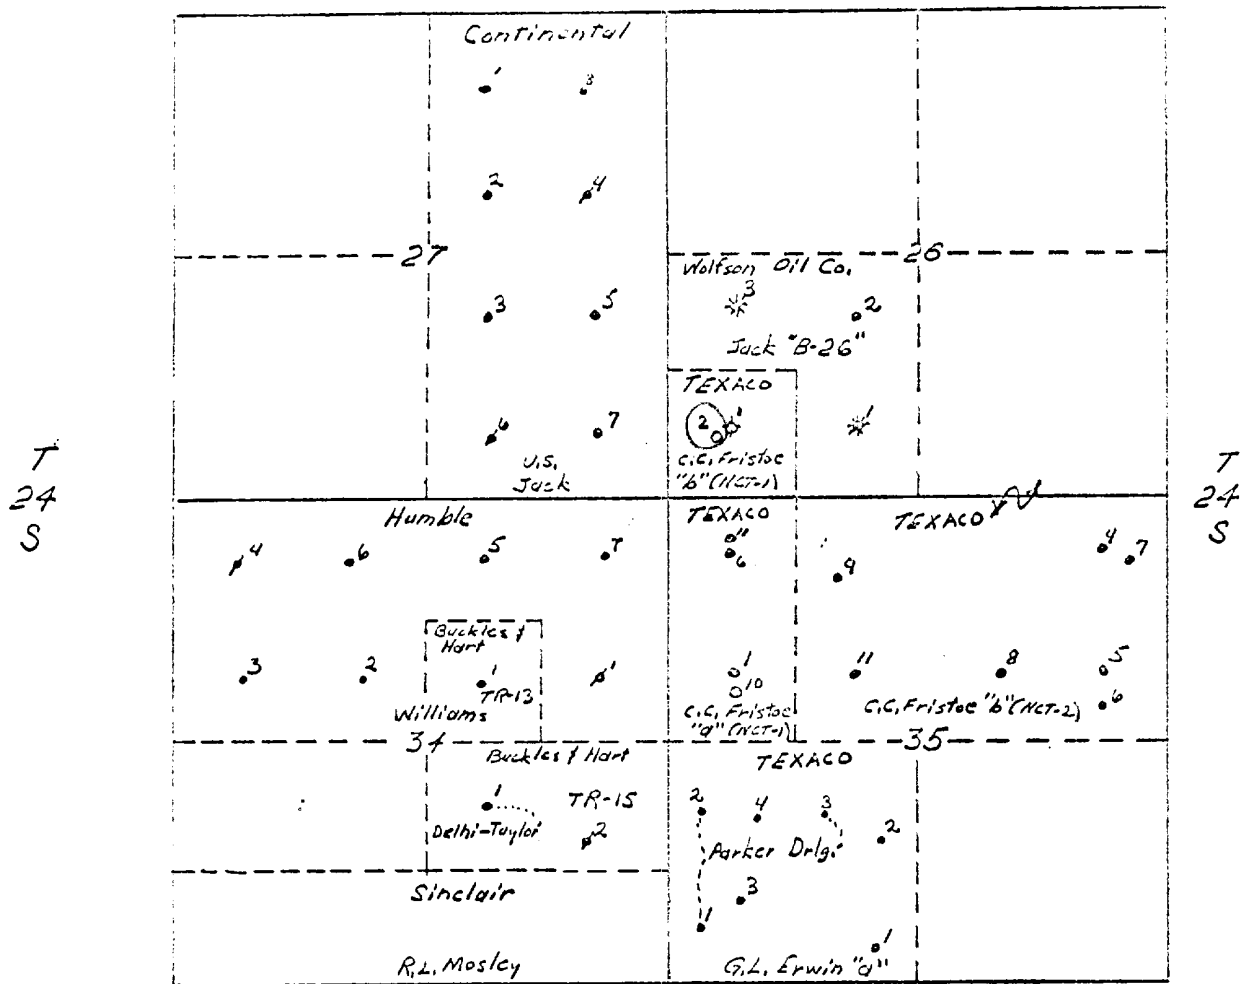 Continental
1 3
2 4
27
26
Wolfson Oil Co.
3 5
3 2
Jack "B-26"
TEXACO
6 7
2 1 1
U.S.
Jack
C.C. Fristoe
"b" (NCT-1)
T
24
S
T
24
S
Humble
TEXACO
TEXACO
4 6 5 7
11
6
9
4 7
Buckles &
Hart
3 2 1 1
TR-13
1
10
11 8 5
6
Williams
C.C. Fristoe
"a" (NCT-1)
C.C. Fristoe "b" (NCT-2)
34
35
Buckles & Hart
TEXACO
1 TR-15
2 4 3
Delhi-Taylor
2
Parker Drlg.
2
Sinclair
3
1
1
R.L. Mosley
G.L. Erwin "a"